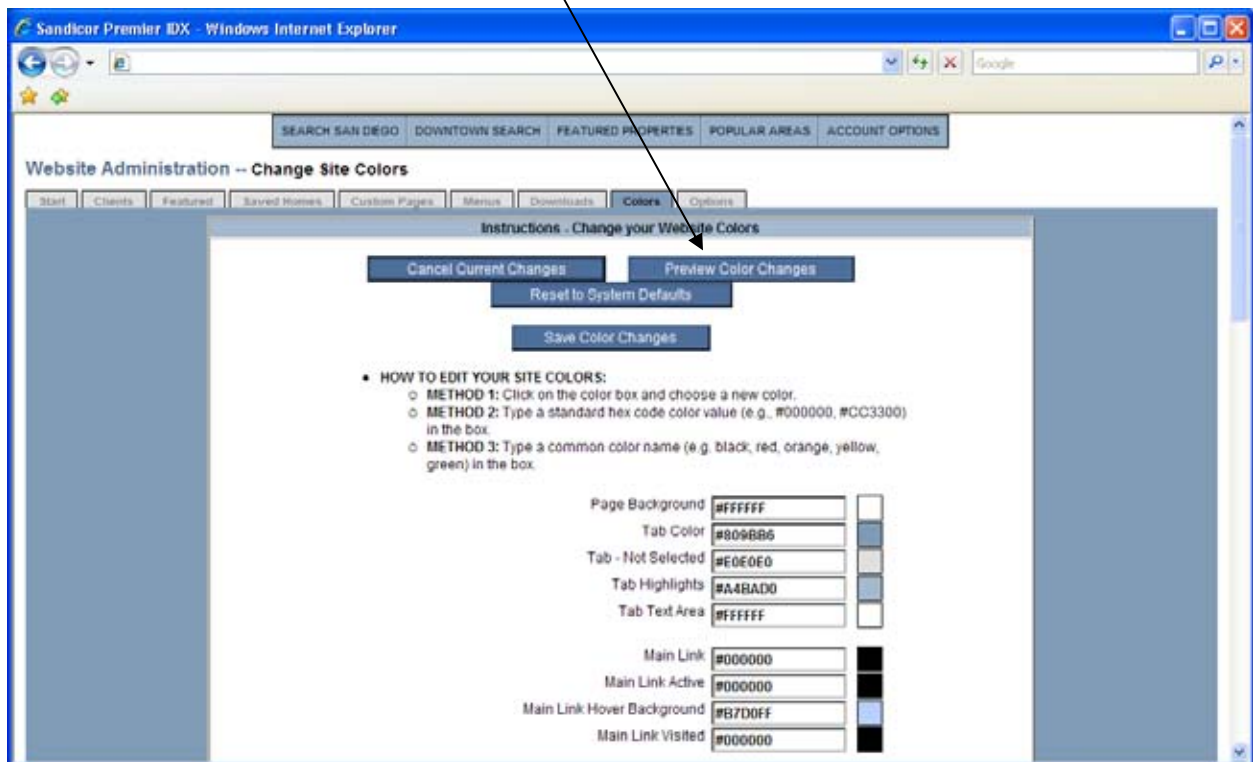 Sandicor Premier IDX - Windows Internet Explorer
Google
SEARCH SAN DIEGO DOWNTOWN SEARCH FEATURED PROPERTIES POPULAR AREAS ACCOUNT OPTIONS
Website Administration -- Change Site Colors
Start Clients Featured Saved Homes Custom Pages Menus Downloads Colors Options
Instructions - Change your Website Colors
Cancel Current Changes Preview Color Changes
Reset to System Defaults
Save Color Changes
• HOW TO EDIT YOUR SITE COLORS:
○ METHOD 1: Click on the color box and choose a new color.
○ METHOD 2: Type a standard hex code color value (e.g., #000000, #CC3300)
in the box.
○ METHOD 3: Type a common color name (e.g. black, red, orange, yellow,
green) in the box.
Page Background #FFFFFF
Tab Color #809BB6
Tab - Not Selected #E0E0E0
Tab Highlights #A4BAD0
Tab Text Area #FFFFFF
Main Link #000000
Main Link Active #000000
Main Link Hover Background #B7D0FF
Main Link Visited #000000